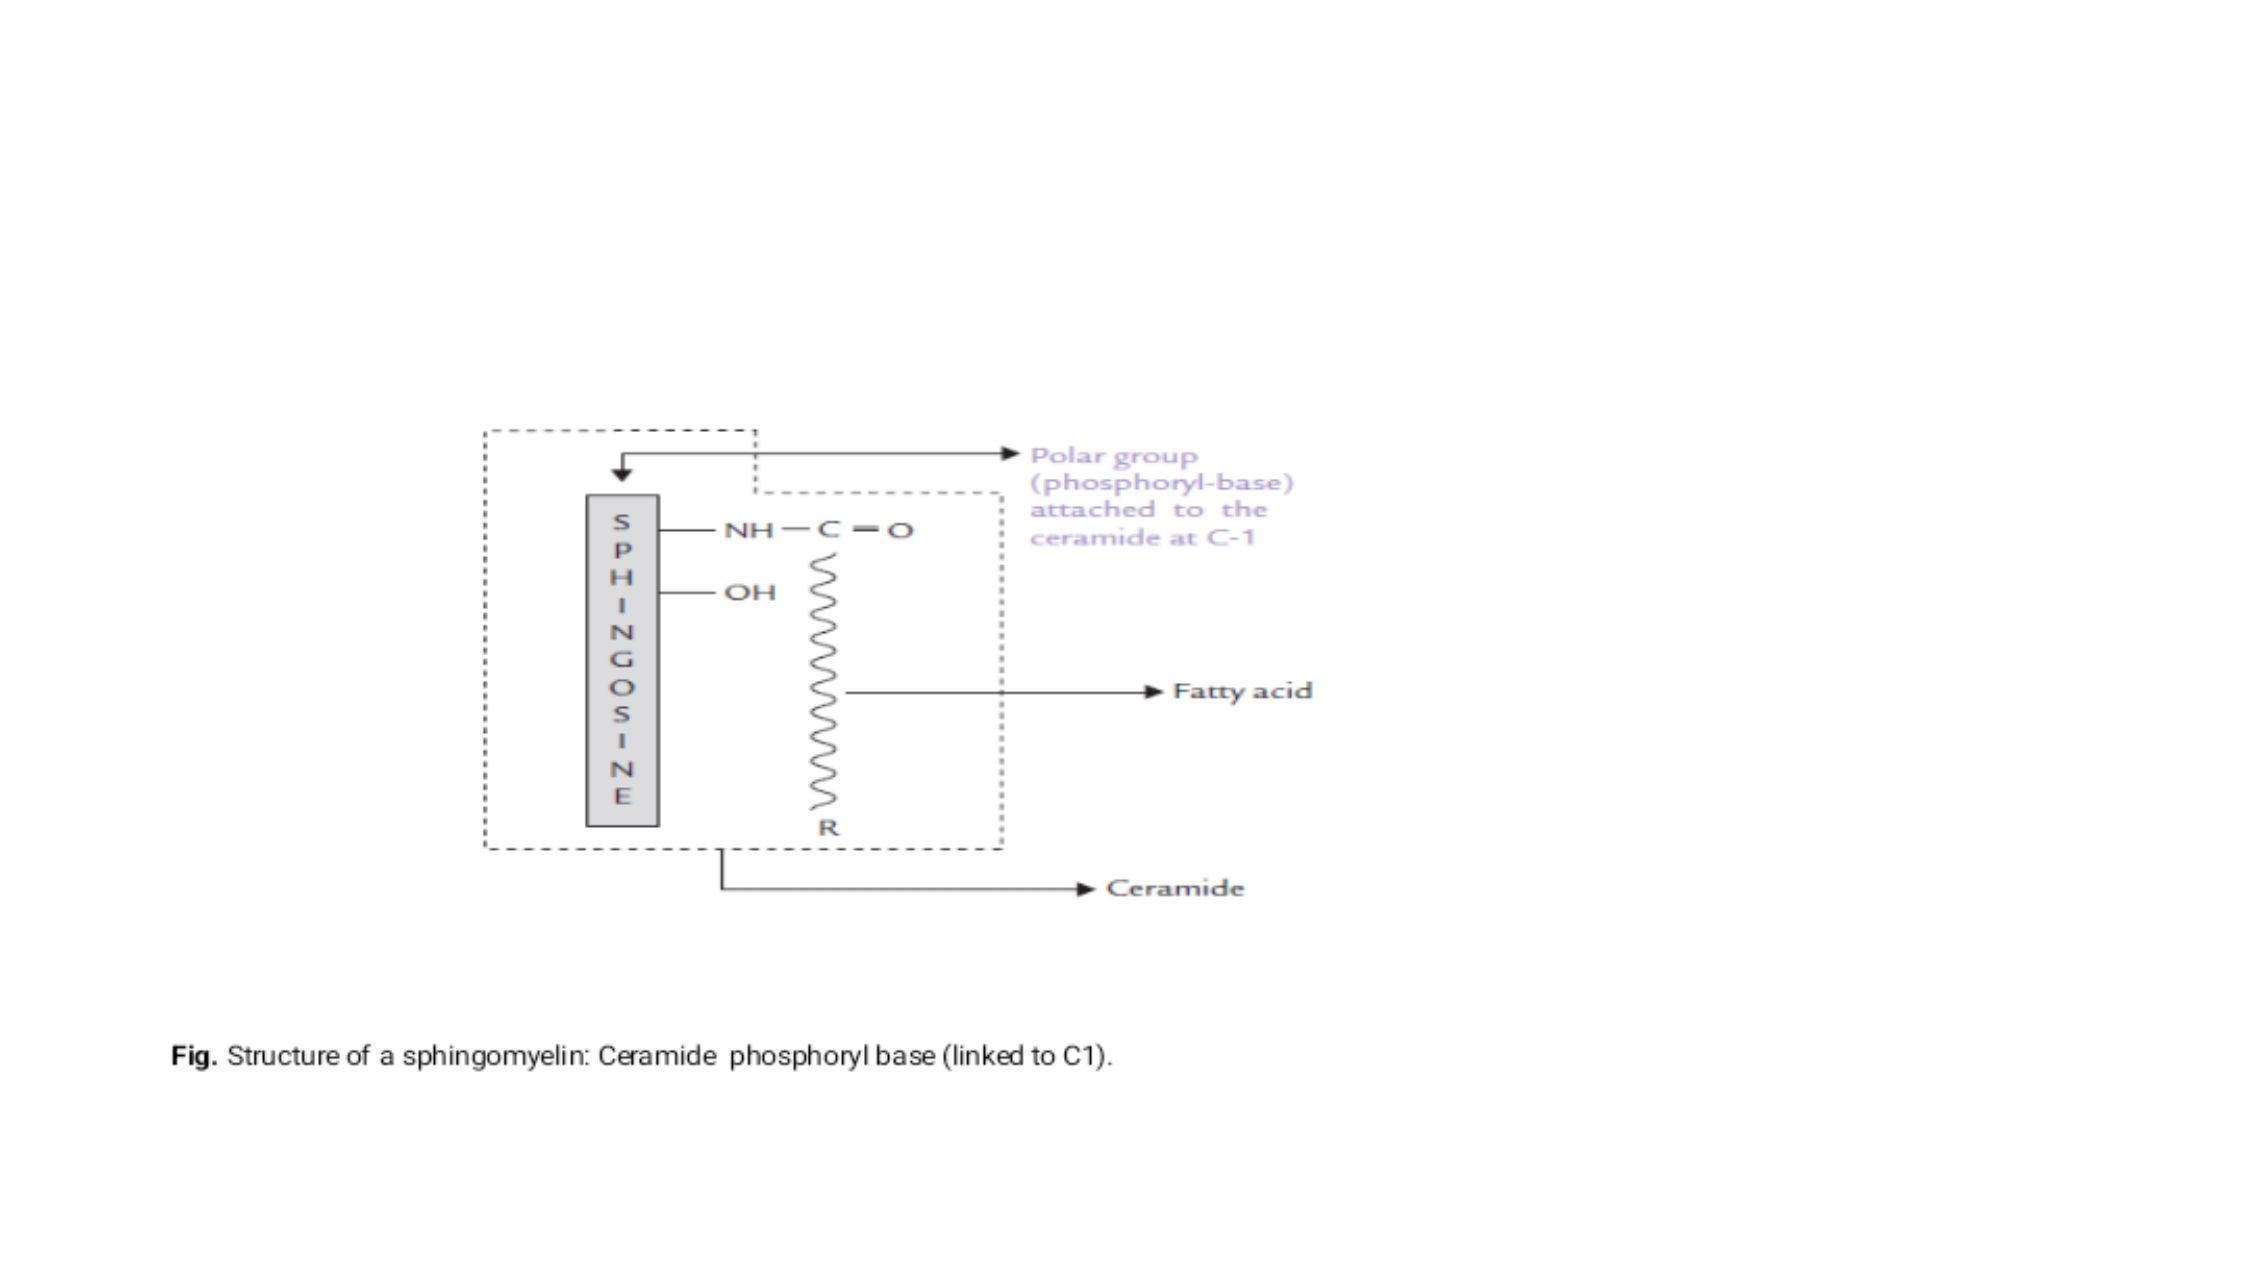 Polar group
(phosphoryl-base)
attached to the
ceramide at C-1
SPHINGOSINE
NH — C = O
OH
Fatty acid
R
Ceramide
Fig. Structure of a sphingomyelin: Ceramide phosphoryl base (linked to C1).